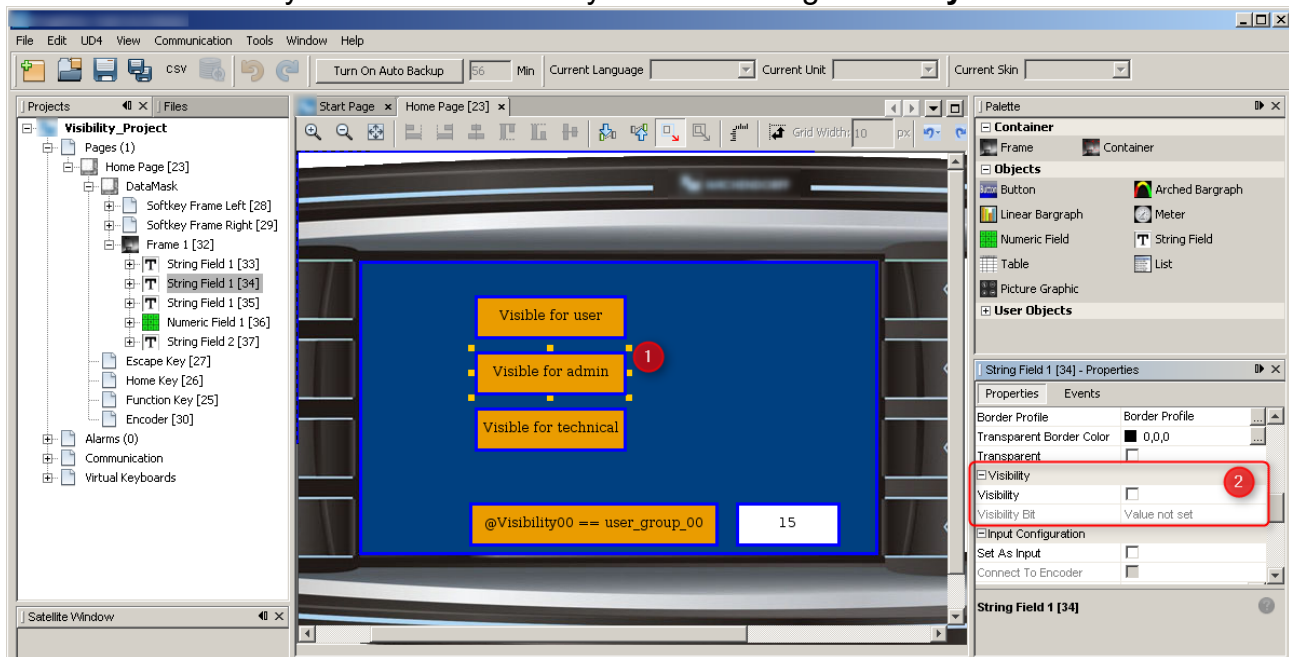 File Edit UD4 View Communication Tools Window Help
CSV Turn On Auto Backup 56 Min Current Language Current Unit Current Skin
Projects Files
Visibility_Project
Pages (1)
Home Page [23]
DataMask
Softkey Frame Left [28]
Softkey Frame Right [29]
Frame 1 [32]
String Field 1 [33]
String Field 1 [34]
String Field 1 [35]
Numeric Field 1 [36]
String Field 2 [37]
Escape Key [27]
Home Key [26]
Function Key [25]
Encoder [30]
Alarms (0)
Communication
Virtual Keyboards
Satellite Window
Start Page Home Page [23]
Grid Width: 10 px
Visible for user
Visible for admin
1
Visible for technical
@Visibility00 == user_group_00
15
Palette
Container
Frame Container
Objects
Button Arched Bargraph
Linear Bargraph Meter
Numeric Field String Field
Table List
Picture Graphic
User Objects
String Field 1 [34] - Properties
Properties Events
Border Profile Border Profile ...
Transparent Border Color 0,0,0 ...
Transparent
Visibility
2
Visibility
Visibility Bit Value not set
Input Configuration
Set As Input
Connect To Encoder
String Field 1 [34]